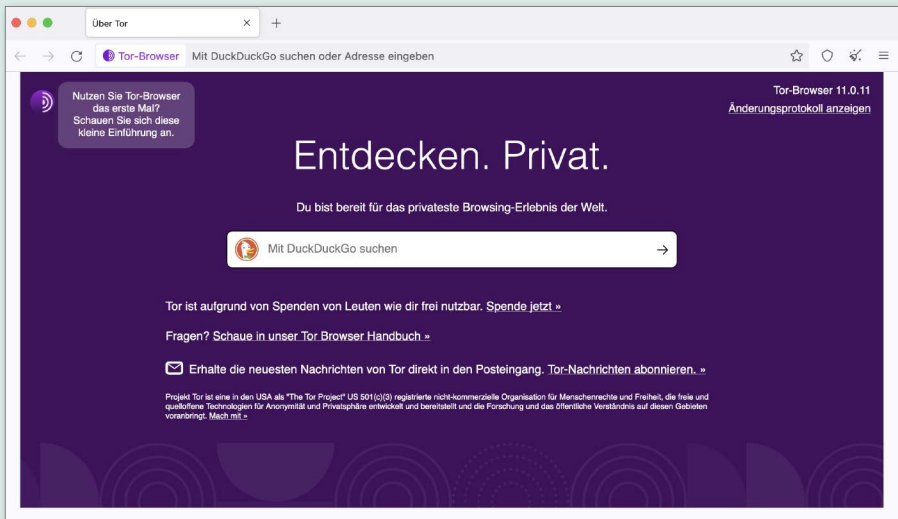 Über Tor
Tor-Browser Mit DuckDuckGo suchen oder Adresse eingeben
Nutzen Sie Tor-Browser
das erste Mal?
Schauen Sie sich diese
kleine Einführung an.
Tor-Browser 11.0.11
Änderungsprotokoll anzeigen
Entdecken. Privat.
Du bist bereit für das privateste Browsing-Erlebnis der Welt.
Mit DuckDuckGo suchen
Tor ist aufgrund von Spenden von Leuten wie dir frei nutzbar. Spende jetzt »
Fragen? Schaue in unser Tor Browser Handbuch »
Erhalte die neuesten Nachrichten von Tor direkt in den Posteingang. Tor-Nachrichten abonnieren. »
Projekt Tor ist eine in den USA als "The Tor Project" US 501(c)(3) registrierte nicht-kommerzielle Organisation für Menschenrechte und Freiheit, die freie und
quelloffene Technologien für Anonymität und Privatsphäre entwickelt und bereitstellt und die Forschung und das öffentliche Verständnis auf diesen Gebieten
voranbringt. Mach mit »